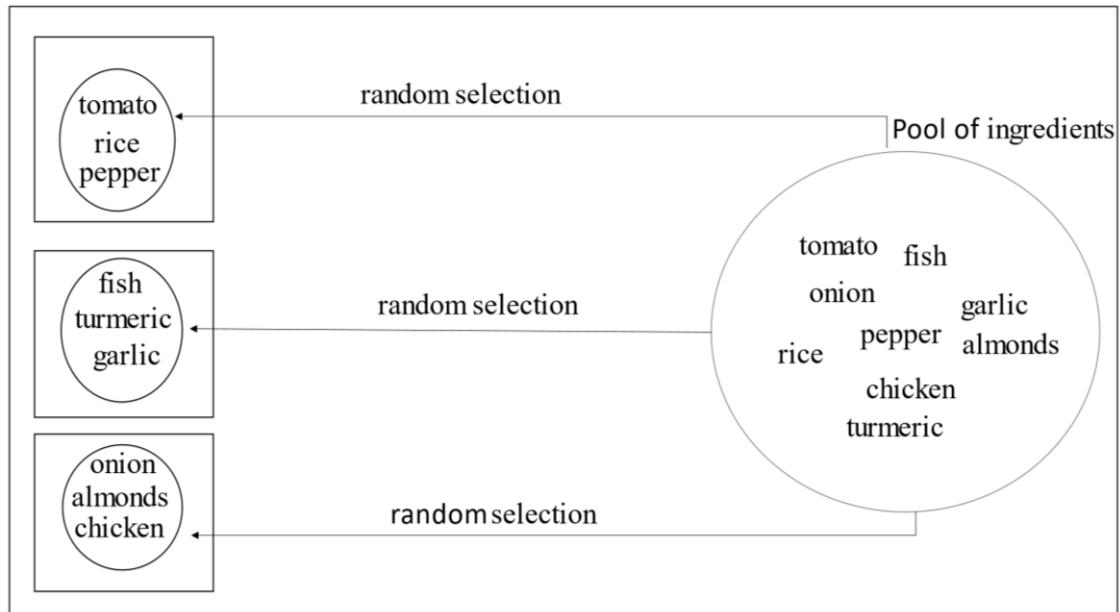 tomato
rice
pepper
random selection
Pool of ingredients
fish
turmeric
garlic
random selection
tomato
fish
onion
garlic
pepper
almonds
rice
chicken
turmeric
onion
almonds
chicken
random selection